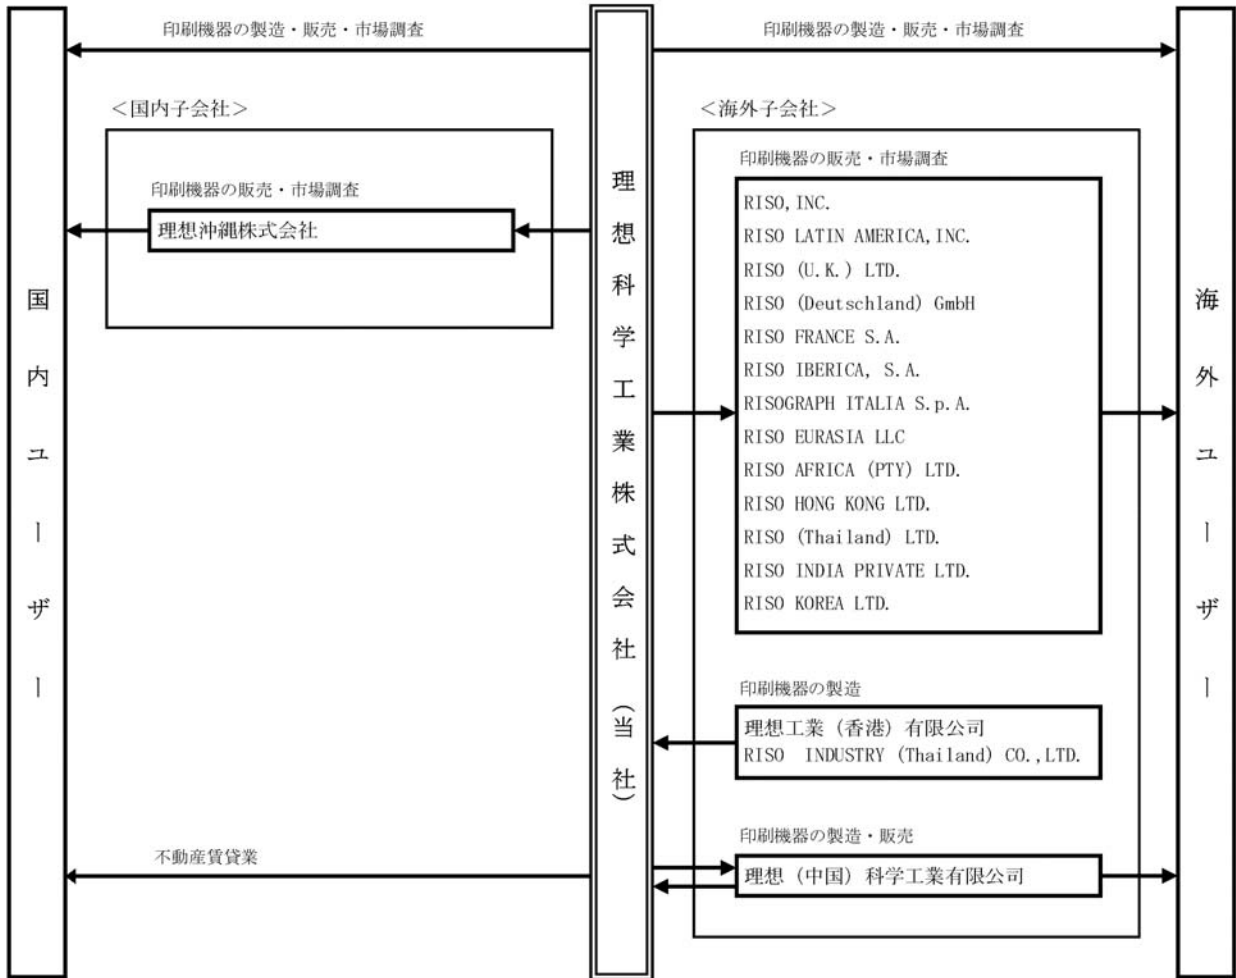 印刷機器の製造・販売・市場調査
印刷機器の製造・販売・市場調査
＜国内子会社＞
印刷機器の販売・市場調査
理想沖縄株式会社
国内ユーザー
不動産賃貸業
理想科学工業株式会社（当社）
＜海外子会社＞
印刷機器の販売・市場調査
RISO,INC.
RISO LATIN AMERICA,INC.
RISO (U.K.) LTD.
RISO (Deutschland) GmbH
RISO FRANCE S.A.
RISO IBERICA, S.A.
RISOGRAPH ITALIA S.p.A.
RISO EURASIA LLC
RISO AFRICA (PTY) LTD.
RISO HONG KONG LTD.
RISO (Thailand) LTD.
RISO INDIA PRIVATE LTD.
RISO KOREA LTD.
印刷機器の製造
理想工業（香港）有限公司
RISO INDUSTRY (Thailand) CO.,LTD.
印刷機器の製造・販売
理想（中国）科学工業有限公司
海外ユーザー